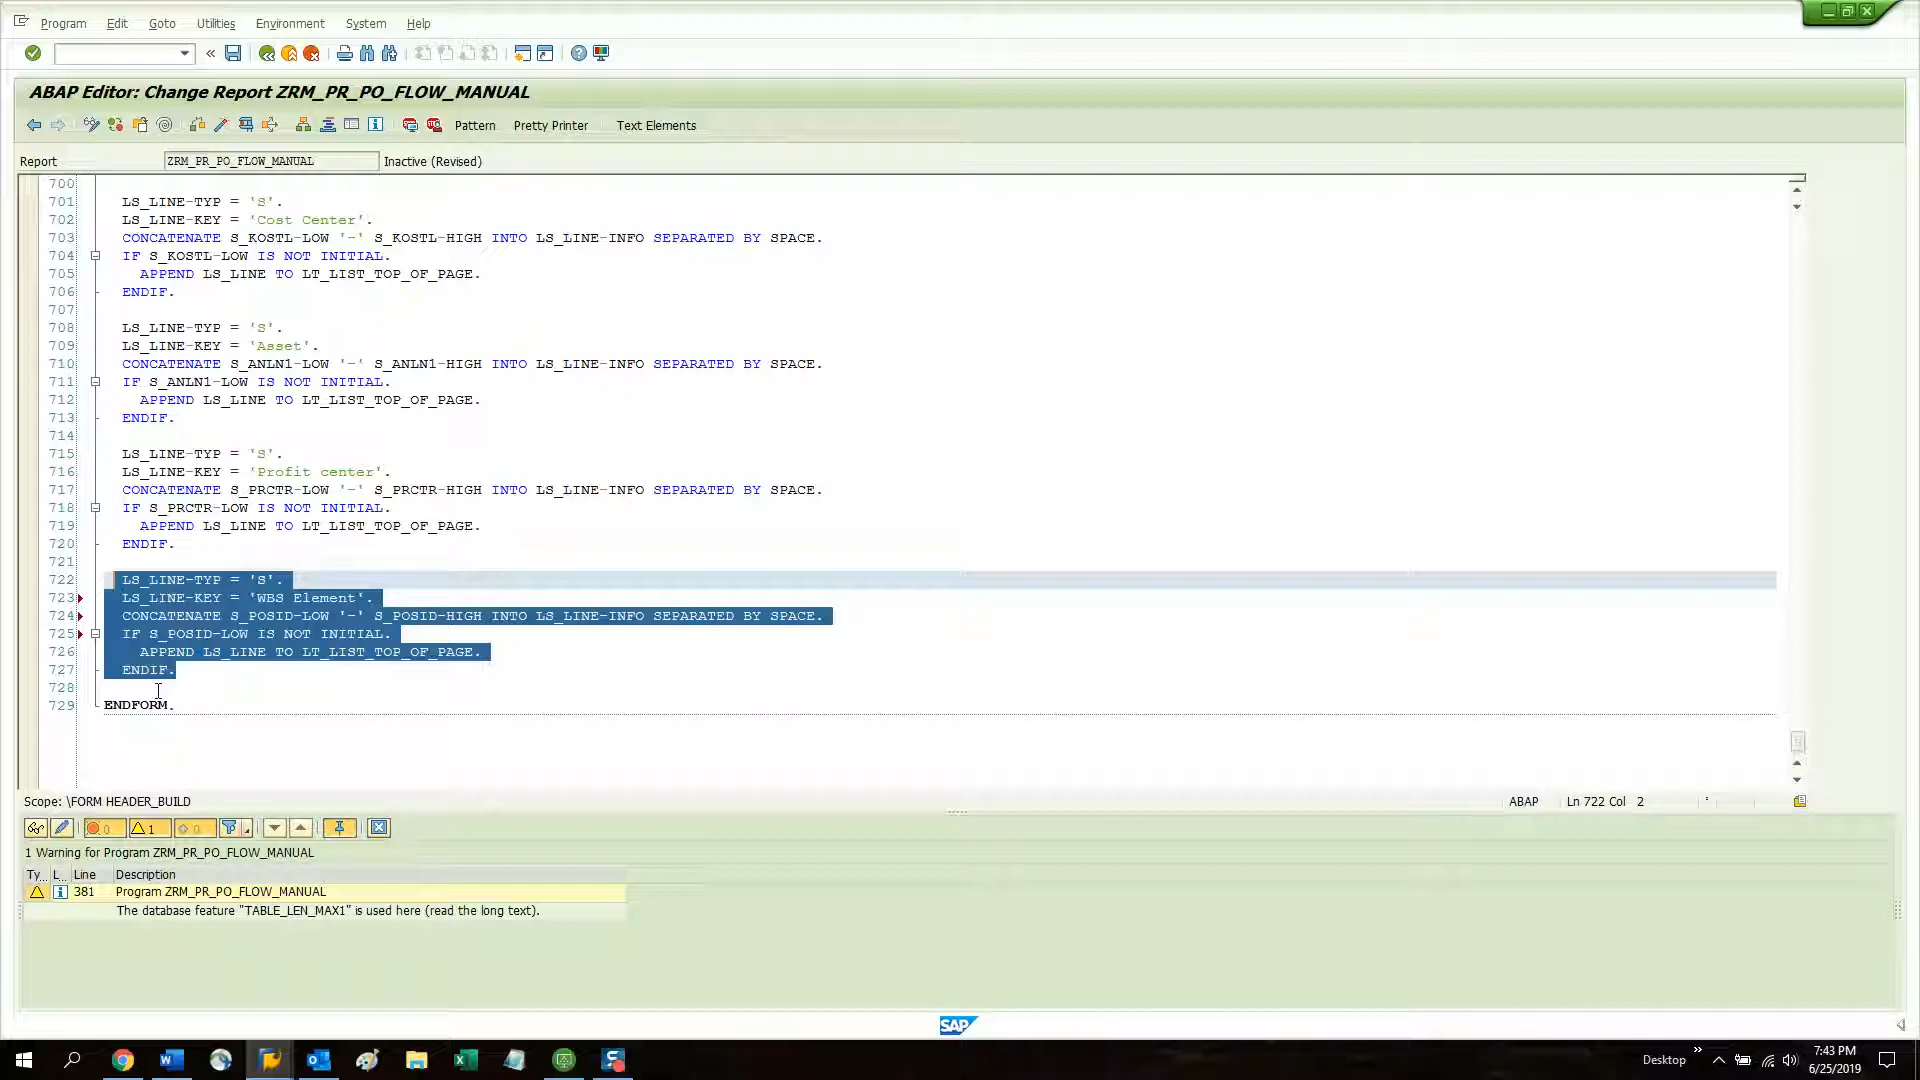 Program Edit Goto Utilities Environment System Help
ABAP Editor: Change Report ZRM_PR_PO_FLOW_MANUAL
Pattern Pretty Printer Text Elements
Report ZRM_PR_PO_FLOW_MANUAL Inactive (Revised)
700
701 LS_LINE-TYP = 'S'.
702 LS_LINE-KEY = 'Cost Center'.
703 CONCATENATE S_KOSTL-LOW '-' S_KOSTL-HIGH INTO LS_LINE-INFO SEPARATED BY SPACE.
704 IF S_KOSTL-LOW IS NOT INITIAL.
705 APPEND LS_LINE TO LT_LIST_TOP_OF_PAGE.
706 ENDIF.
707
708 LS_LINE-TYP = 'S'.
709 LS_LINE-KEY = 'Asset'.
710 CONCATENATE S_ANLN1-LOW '-' S_ANLN1-HIGH INTO LS_LINE-INFO SEPARATED BY SPACE.
711 IF S_ANLN1-LOW IS NOT INITIAL.
712 APPEND LS_LINE TO LT_LIST_TOP_OF_PAGE.
713 ENDIF.
714
715 LS_LINE-TYP = 'S'.
716 LS_LINE-KEY = 'Profit center'.
717 CONCATENATE S_PRCTR-LOW '-' S_PRCTR-HIGH INTO LS_LINE-INFO SEPARATED BY SPACE.
718 IF S_PRCTR-LOW IS NOT INITIAL.
719 APPEND LS_LINE TO LT_LIST_TOP_OF_PAGE.
720 ENDIF.
721
722 LS_LINE-TYP = 'S'.
723 LS_LINE-KEY = 'WBS Element'.
724 CONCATENATE S_POSID-LOW '-' S_POSID-HIGH INTO LS_LINE-INFO SEPARATED BY SPACE.
725 IF S_POSID-LOW IS NOT INITIAL.
726 APPEND LS_LINE TO LT_LIST_TOP_OF_PAGE.
727 ENDIF.
728
729 ENDFORM.
Scope: \FORM HEADER_BUILD ABAP Ln 722 Col 2
0 1 0
1 Warning for Program ZRM_PR_PO_FLOW_MANUAL
Ty.. L.. Line Description
381 Program ZRM_PR_PO_FLOW_MANUAL
The database feature "TABLE_LEN_MAX1" is used here (read the long text).
SAP
Desktop 7:43 PM
6/25/2019